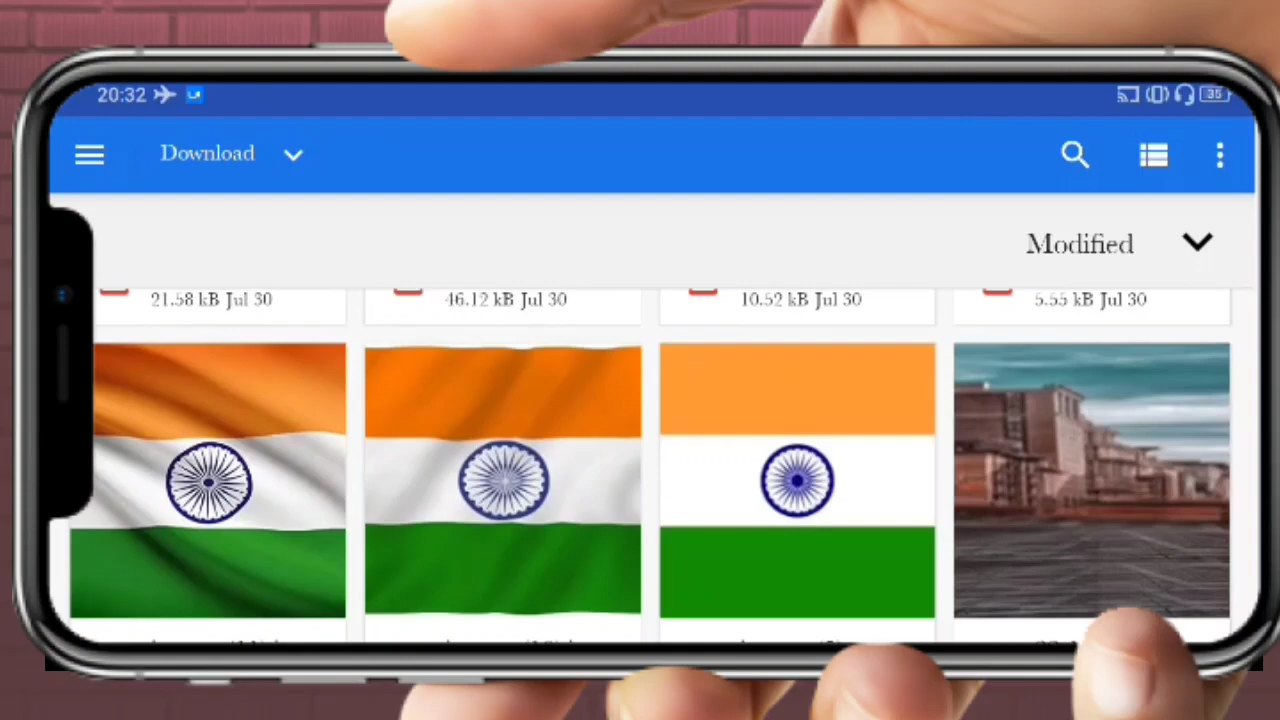 20:32
35
Download
Modified
21.58 kB Jul 30
46.12 kB Jul 30
10.52 kB Jul 30
5.55 kB Jul 30